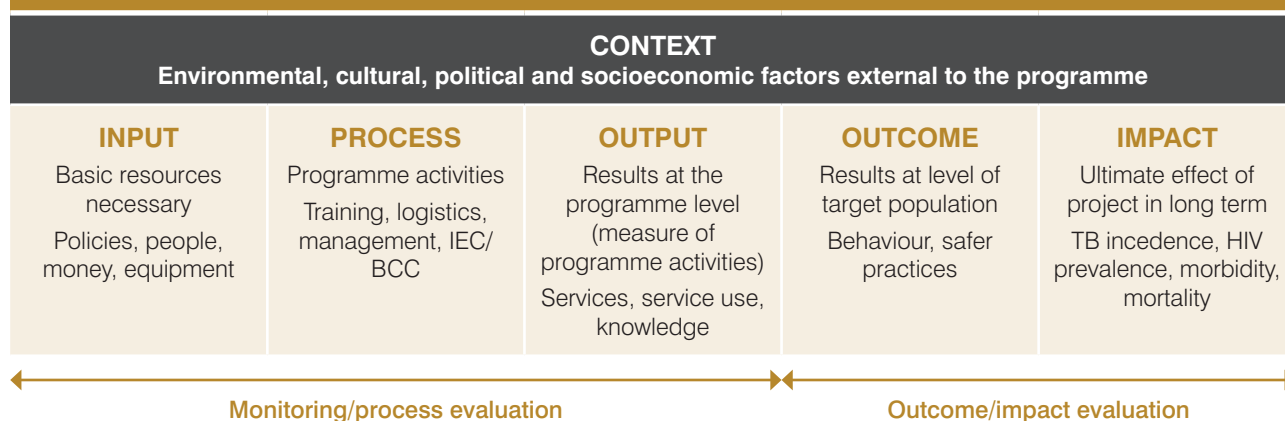 CONTEXT
Environmental, cultural, political and socioeconomic factors external to the programme
INPUT
Basic resources
necessary
Policies, people,
money, equipment
PROCESS
Programme activities
Training, logistics,
management, IEC/
BCC
OUTPUT
Results at the
programme level
(measure of
programme activities)
Services, service use,
knowledge
OUTCOME
Results at level of
target population
Behaviour, safer
practices
IMPACT
Ultimate effect of
project in long term
TB incedence, HIV
prevalence, morbidity,
mortality
Monitoring/process evaluation
Outcome/impact evaluation